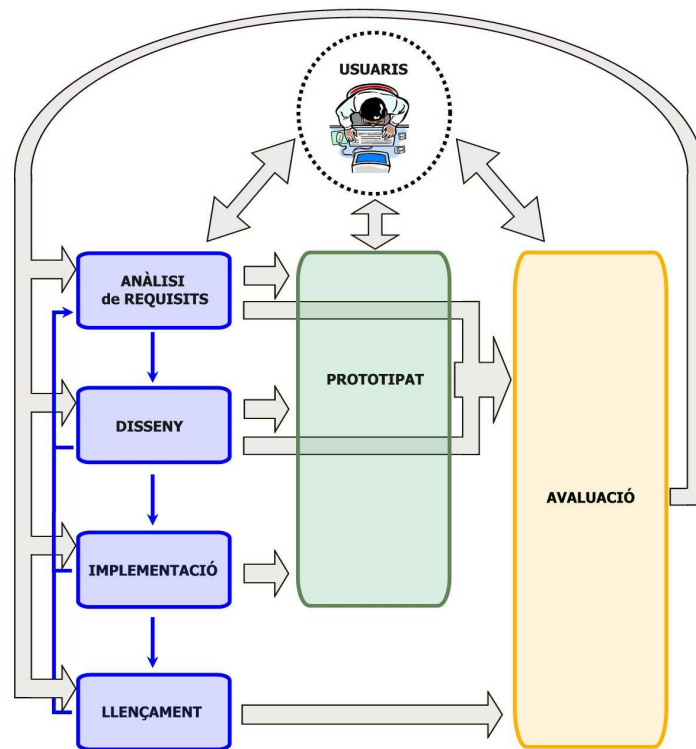 USUARIS
ANÀLISI
de REQUISITS
PROTOTIPAT
DISSENY
AVALUACIÓ
IMPLEMENTACIÓ
LLENÇAMENT